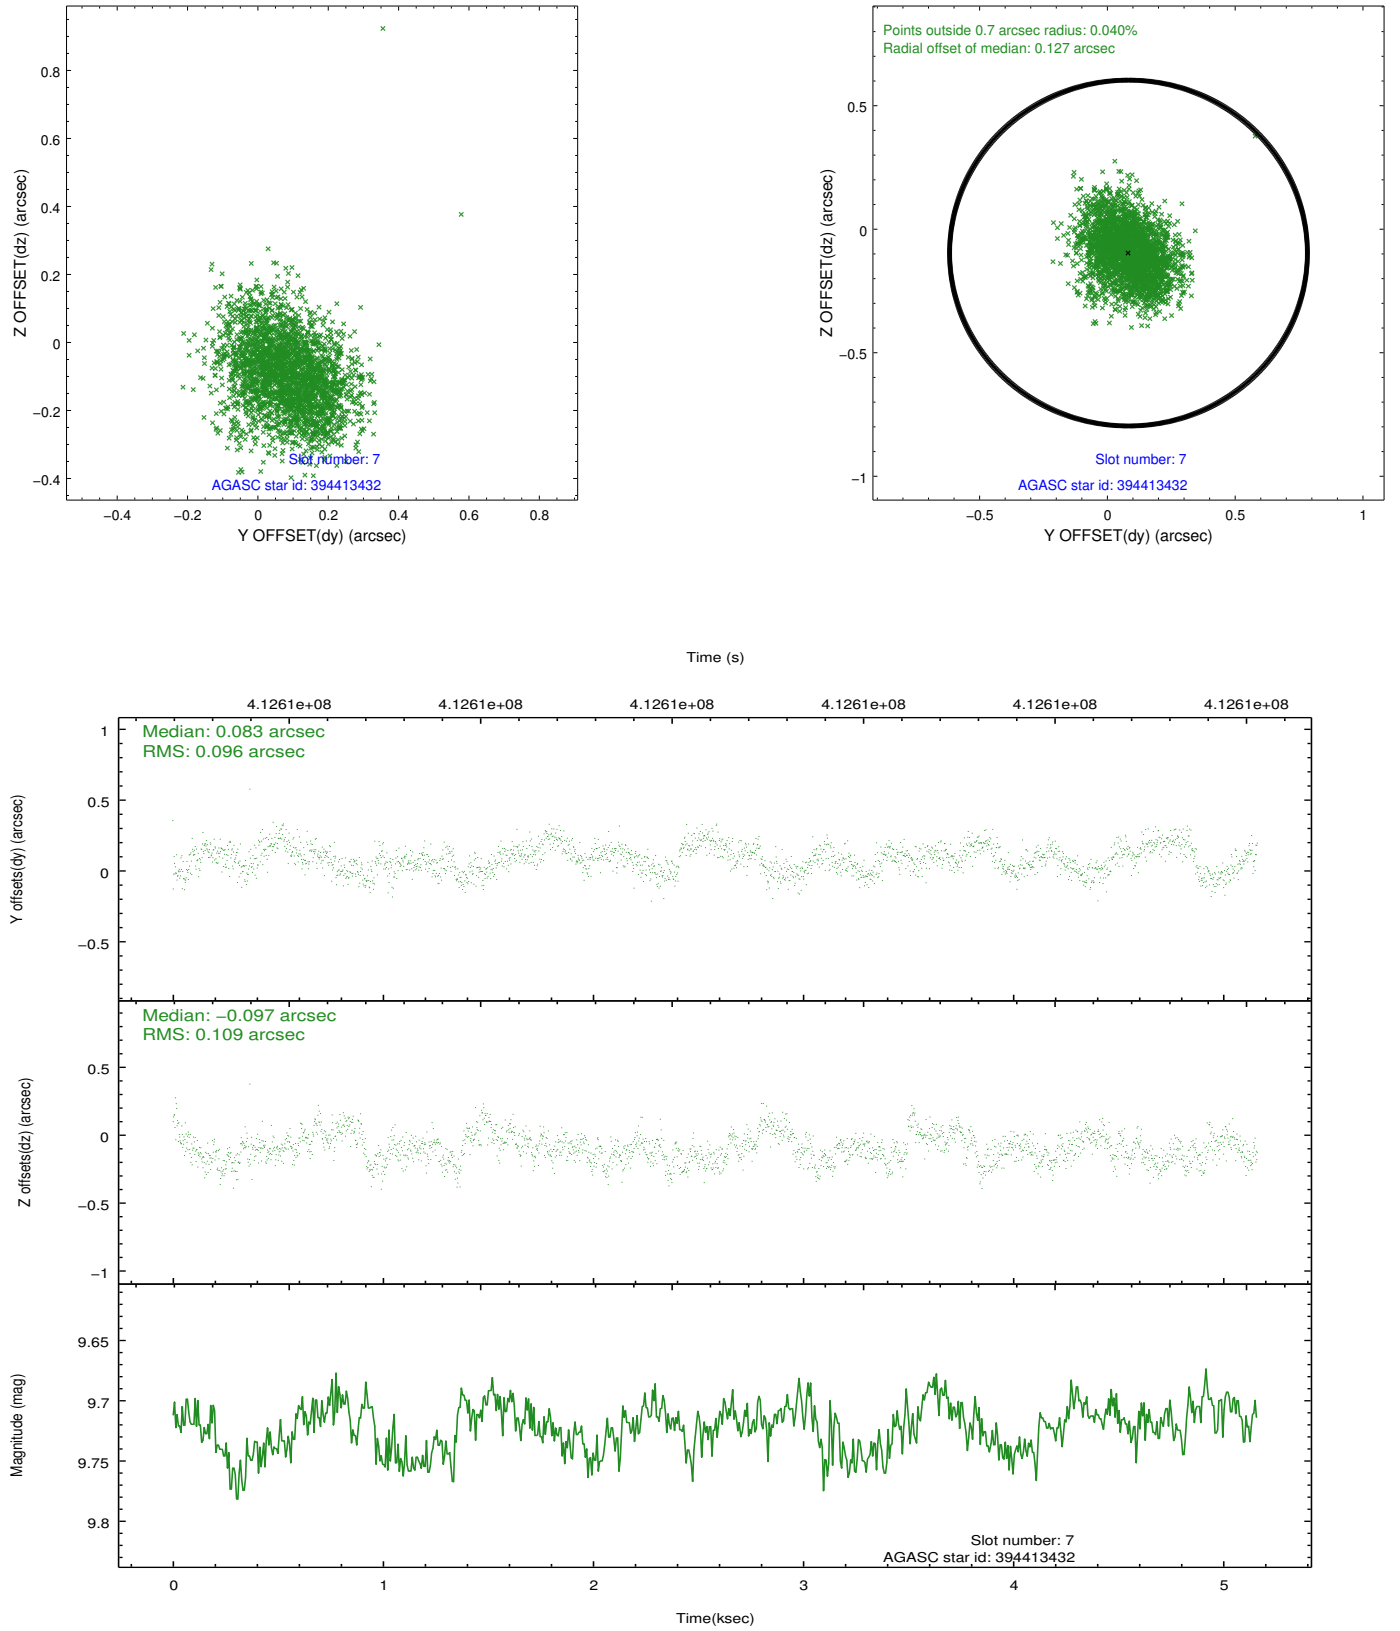 0.8
0.6
0.4
0.2
0
−0.2
−0.4
Z OFFSET(dz) (arcsec)
Slot number: 7
AGASC star id: 394413432
−0.4 −0.2 0 0.2 0.4 0.6 0.8
Y OFFSET(dy) (arcsec)
Points outside 0.7 arcsec radius: 0.040%
Radial offset of median: 0.127 arcsec
0.5
0
−0.5
−1
Z OFFSET(dz) (arcsec)
Slot number: 7
AGASC star id: 394413432
−0.5 0 0.5 1
Y OFFSET(dy) (arcsec)
Time (s)
4.1261e+08 4.1261e+08 4.1261e+08 4.1261e+08 4.1261e+08 4.1261e+08
Median: 0.083 arcsec
RMS: 0.096 arcsec
1
0.5
0
−0.5
Y offsets(dy) (arcsec)
Median: −0.097 arcsec
RMS: 0.109 arcsec
0.5
0
−0.5
−1
Z offsets(dz) (arcsec)
9.65
9.7
9.75
9.8
Magnitude (mag)
Slot number: 7
AGASC star id: 394413432
0 1 2 3 4 5
Time(ksec)